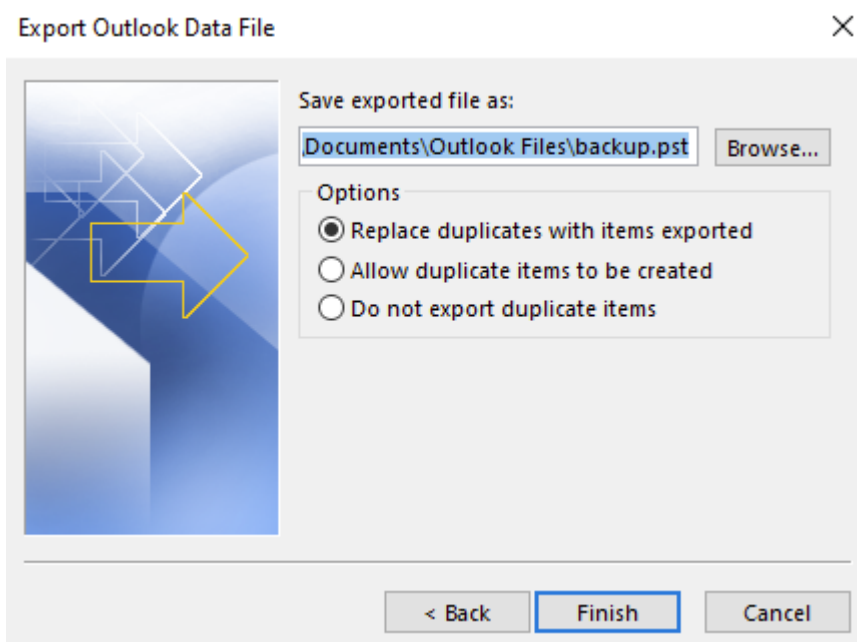 Export Outlook Data File
Save exported file as:
Documents\Outlook Files\backup.pst
Browse...
Options
Replace duplicates with items exported
Allow duplicate items to be created
Do not export duplicate items
< Back
Finish
Cancel